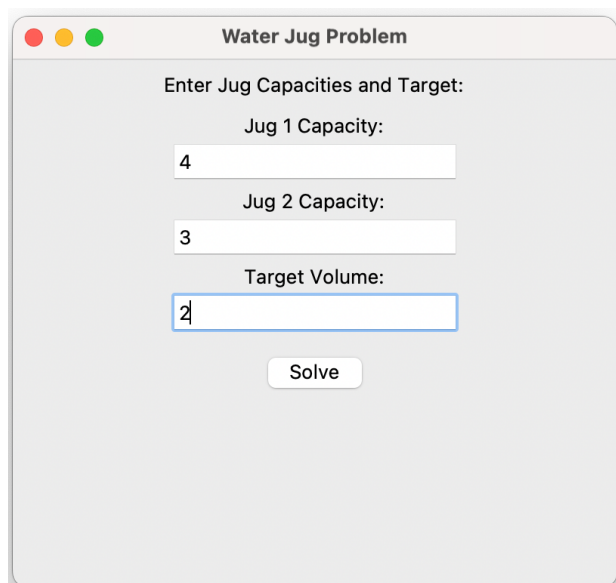 Water Jug Problem
Enter Jug Capacities and Target:
Jug 1 Capacity:
4
Jug 2 Capacity:
3
Target Volume:
2
Solve